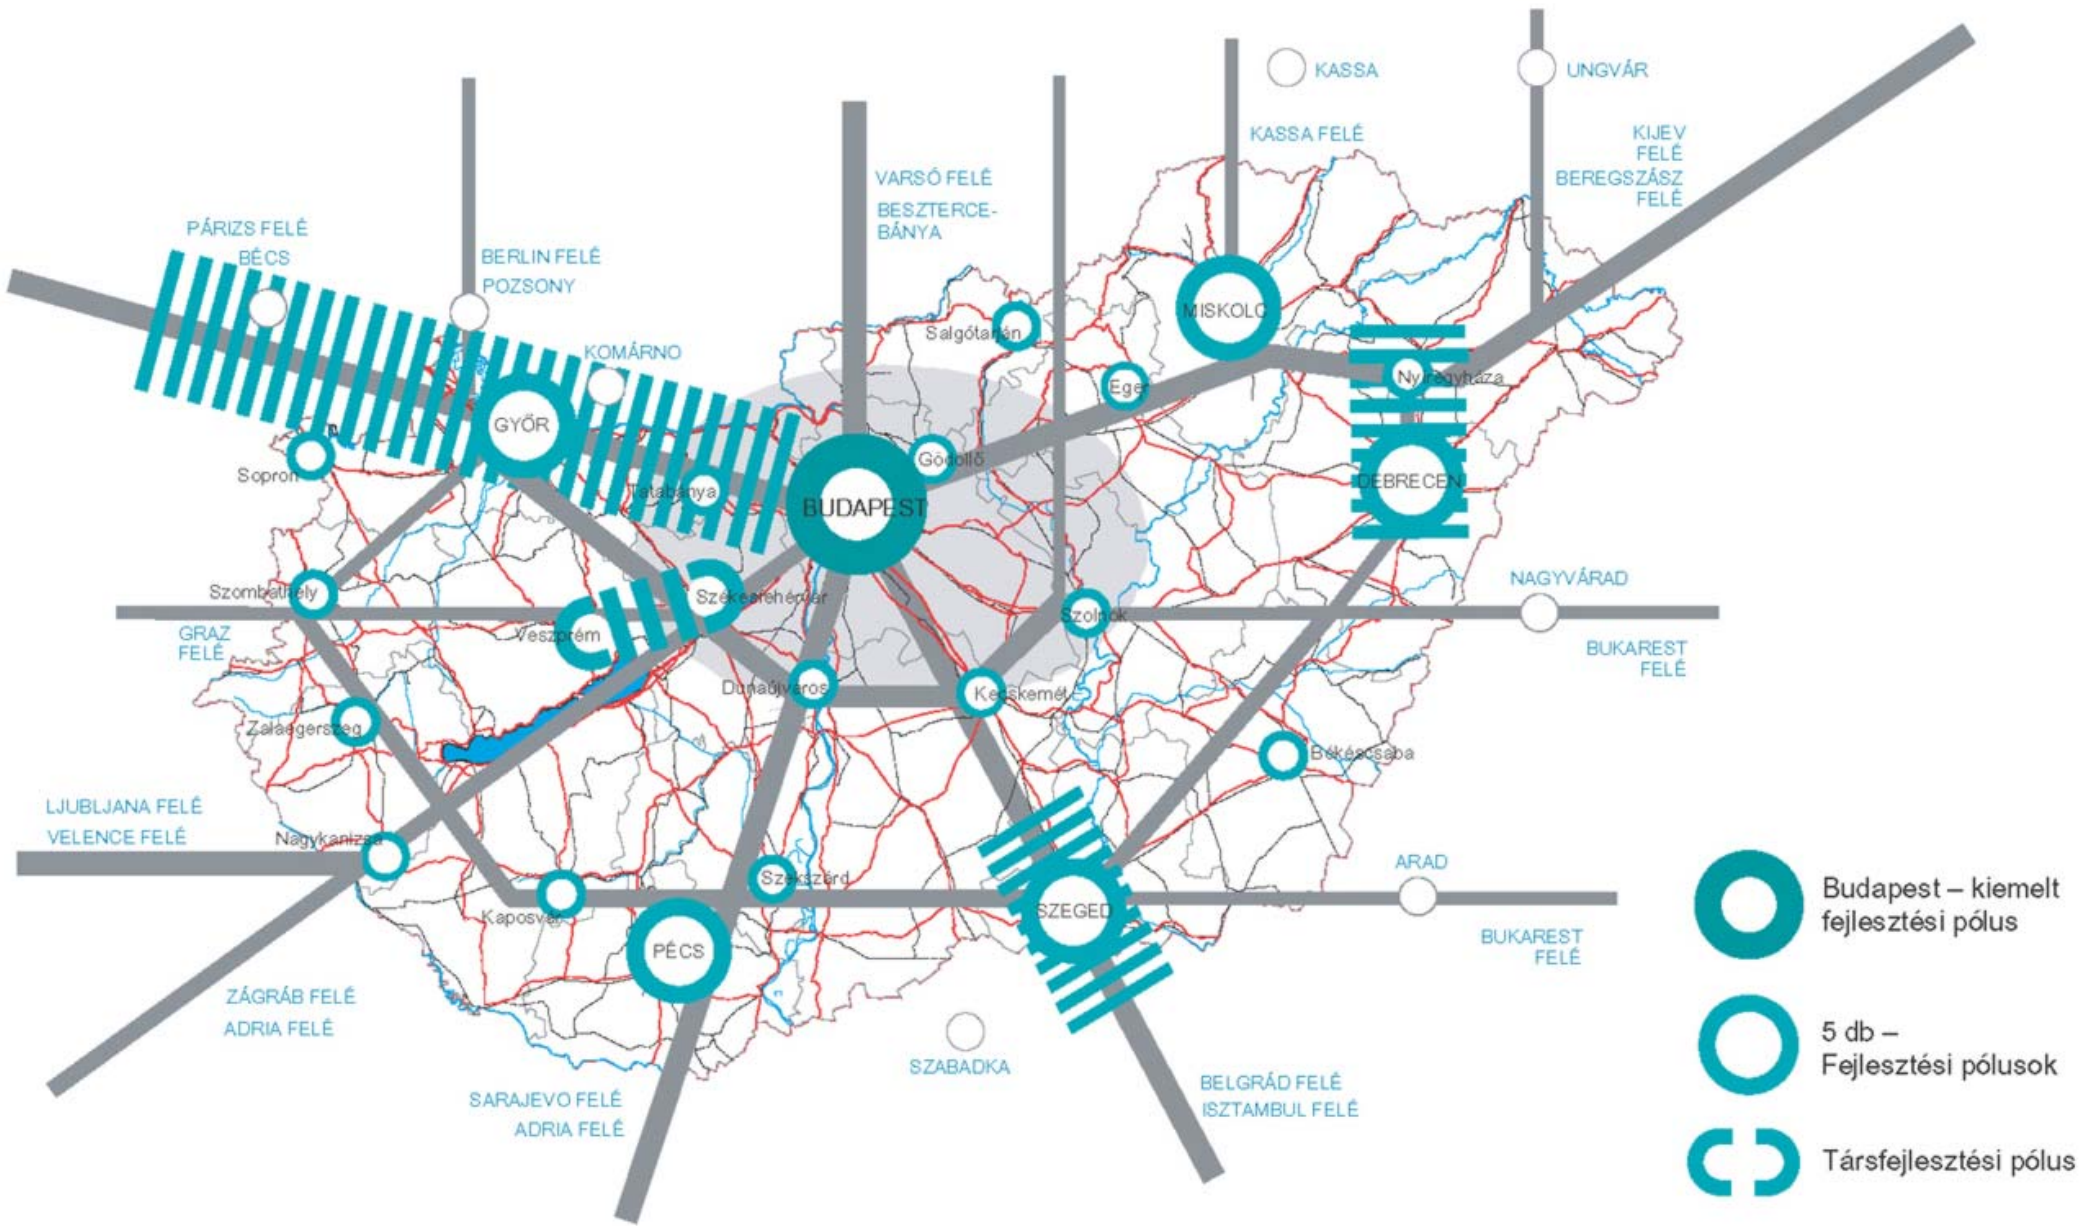 KASSA
UNGVÁR
KASSA FELÉ
KIJEV
FELÉ
BEREGSZÁSZ
FELÉ
VARSÓ FELÉ
BESZTERCE-
BÁNYA
PÁRIZS FELÉ
BÉCS
BERLIN FELÉ
POZSONY
KOMÁRNO
MISKOLC
Salgótarján
Eger
Nyíregyháza
GYŐR
Gödöllő
Sopron
Tatabánya
BUDAPEST
DEBRECEN
Szombathely
Székesfehérvár
Veszprém
Szolnok
NAGYVÁRAD
GRAZ
FELÉ
BUKAREST
FELÉ
Dunaújváros
Kecskemét
Zalaegerszeg
Békéscsaba
LJUBLJANA FELÉ
VELENCE FELÉ
Nagykanizsa
Szekszárd
Kaposvár
SZEGED
ARAD
PÉCS
BUKAREST
FELÉ
ZÁGRÁB FELÉ
ADRIA FELÉ
SZABADKA
SARAJEVO FELÉ
ADRIA FELÉ
BELGRÁD FELÉ
ISZTAMBUL FELÉ
Budapest – kiemelt
fejlesztési pólus
5 db –
Fejlesztési pólusok
Társfejlesztési pólus